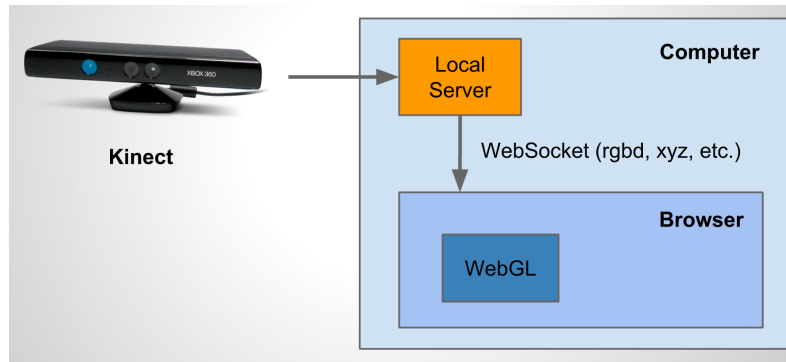 XBOX 360
Kinect
Computer
Local
Server
WebSocket (rgbd, xyz, etc.)
Browser
WebGL